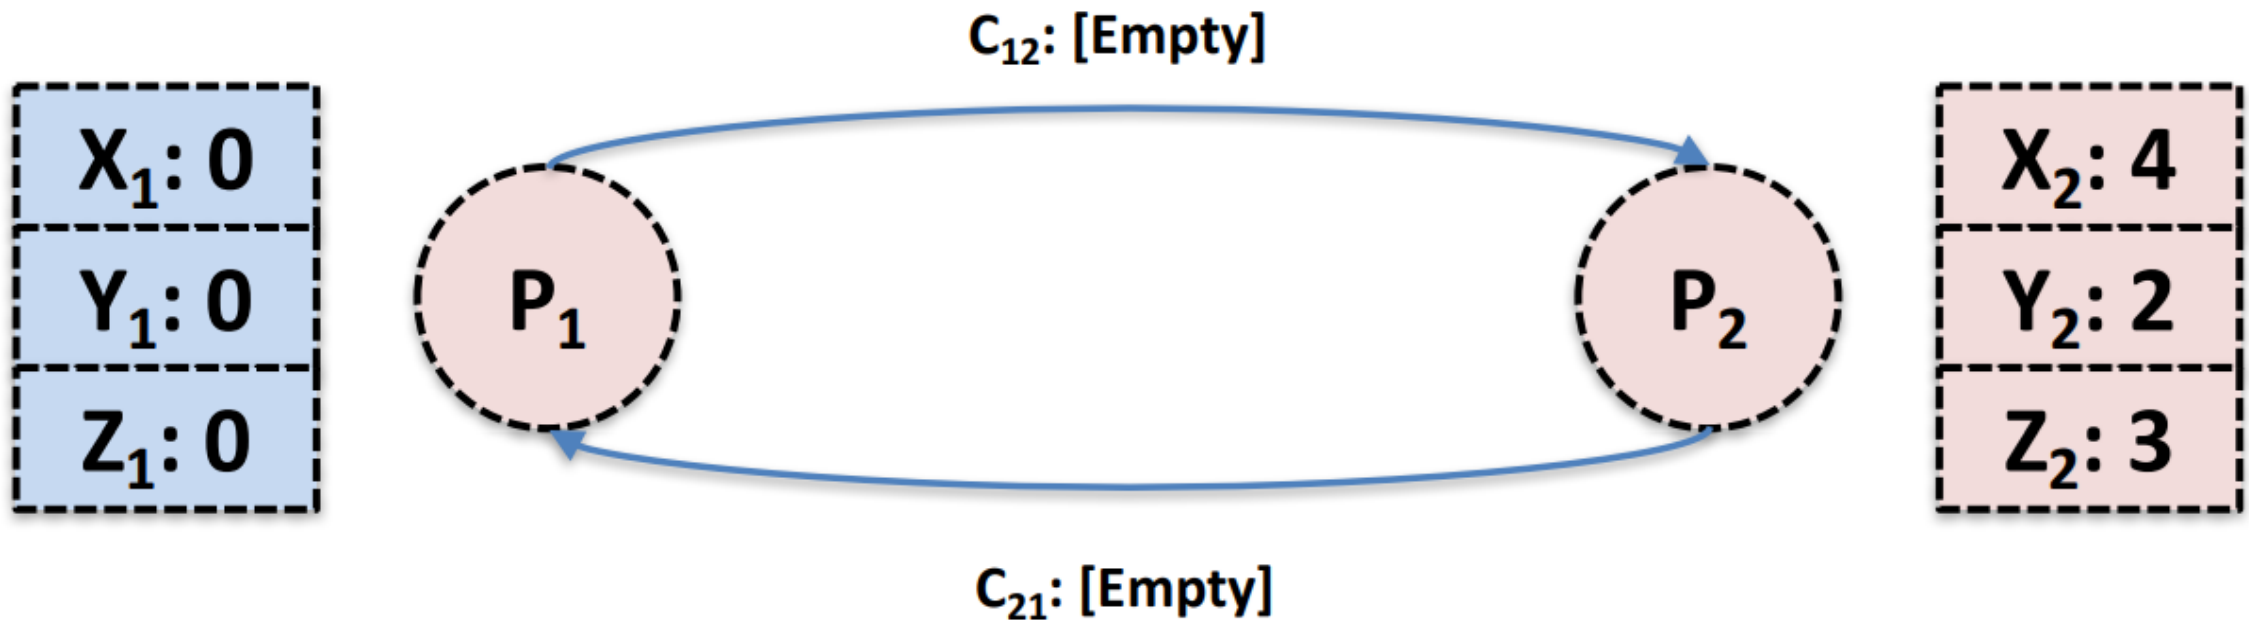 C₁₂: [Empty]
X₁: 0
Y₁: 0
Z₁: 0
P₁
P₂
X₂: 4
Y₂: 2
Z₂: 3
C₂₁: [Empty]